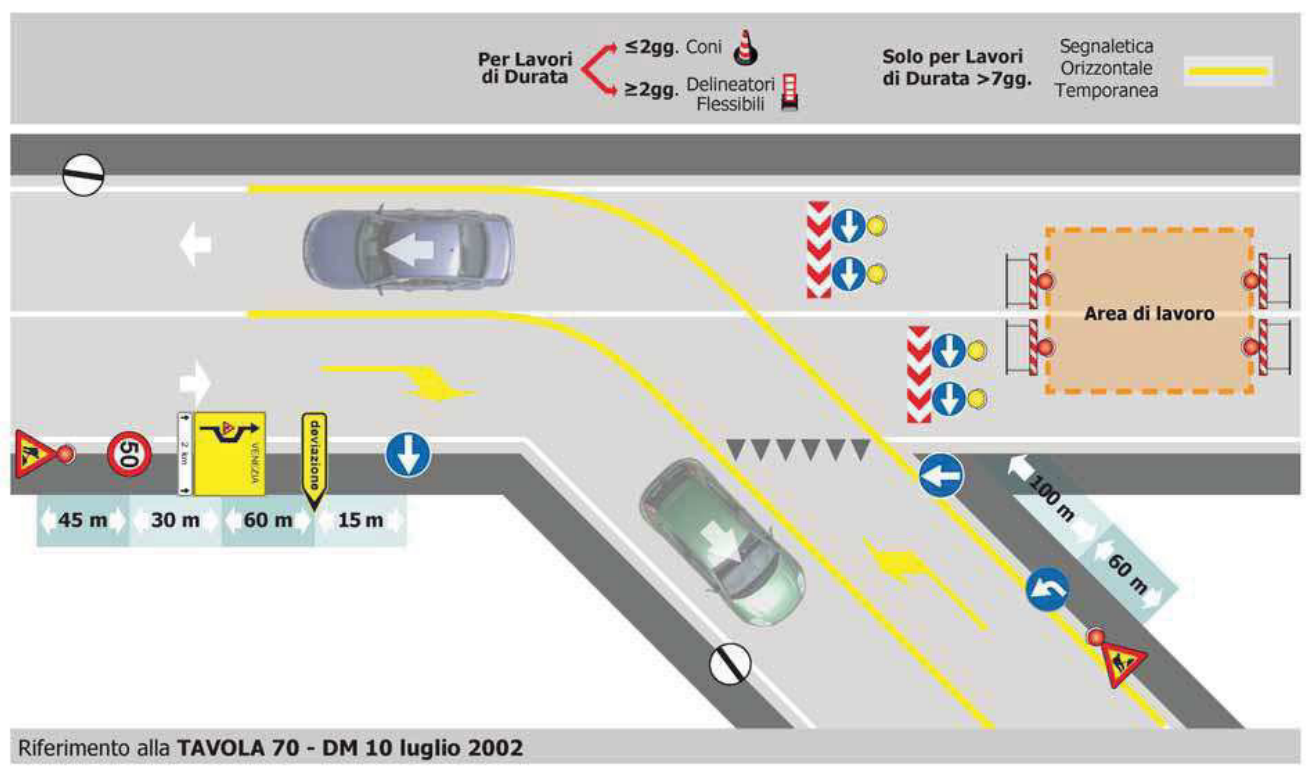 Per Lavori
di Durata
≤2gg. Coni
≥2gg. Delineatori
Flessibili
Solo per Lavori
di Durata >7gg.
Segnaletica
Orizzontale
Temporanea
Area di lavoro
50
2 km
VENEZIA
deviazione
45 m
30 m
60 m
15 m
100 m
60 m
Riferimento alla TAVOLA 70 - DM 10 luglio 2002